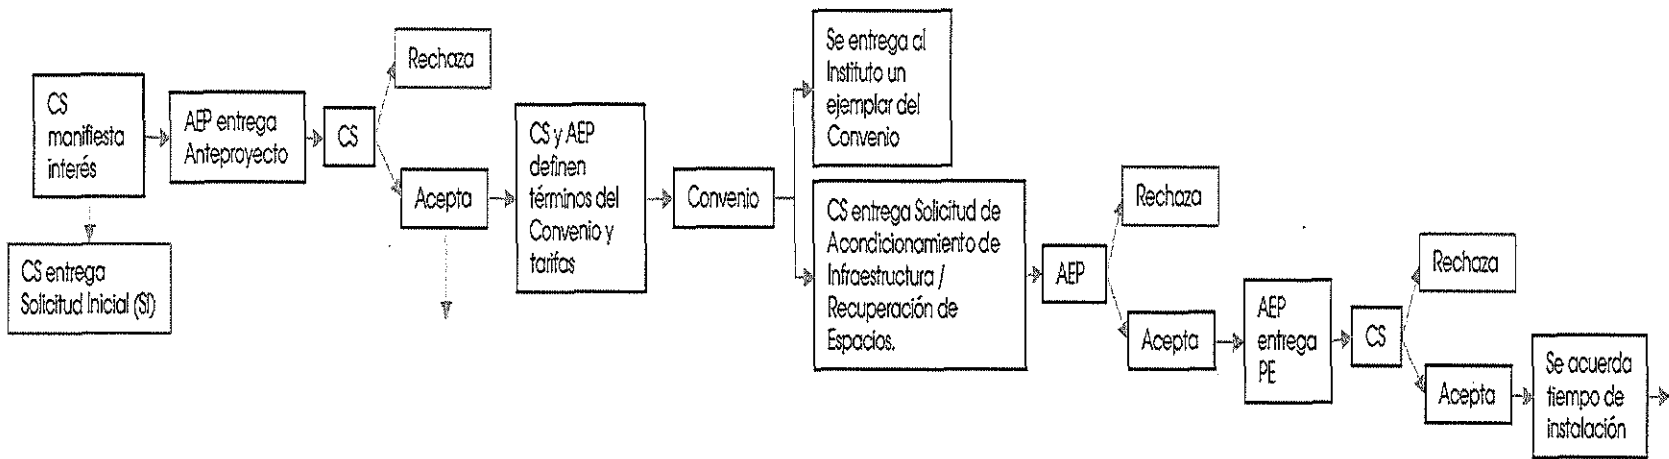 CS
manifiesta
interés
CS entrega
Solicitud Inicial (SI)
AEP entrega
Anteproyecto
CS
Rechaza
Acepta
CS y AEP
definen
términos del
Convenio y
tarifas
Convenio
Se entrega al
Instituto un
ejemplar del
Convenio
CS entrega Solicitud de
Acondicionamiento de
Infraestructura /
Recuperación de
Espacios.
AEP
Rechaza
Acepta
AEP
entrega
PE
CS
Rechaza
Acepta
Se acuerda
tiempo de
instalación